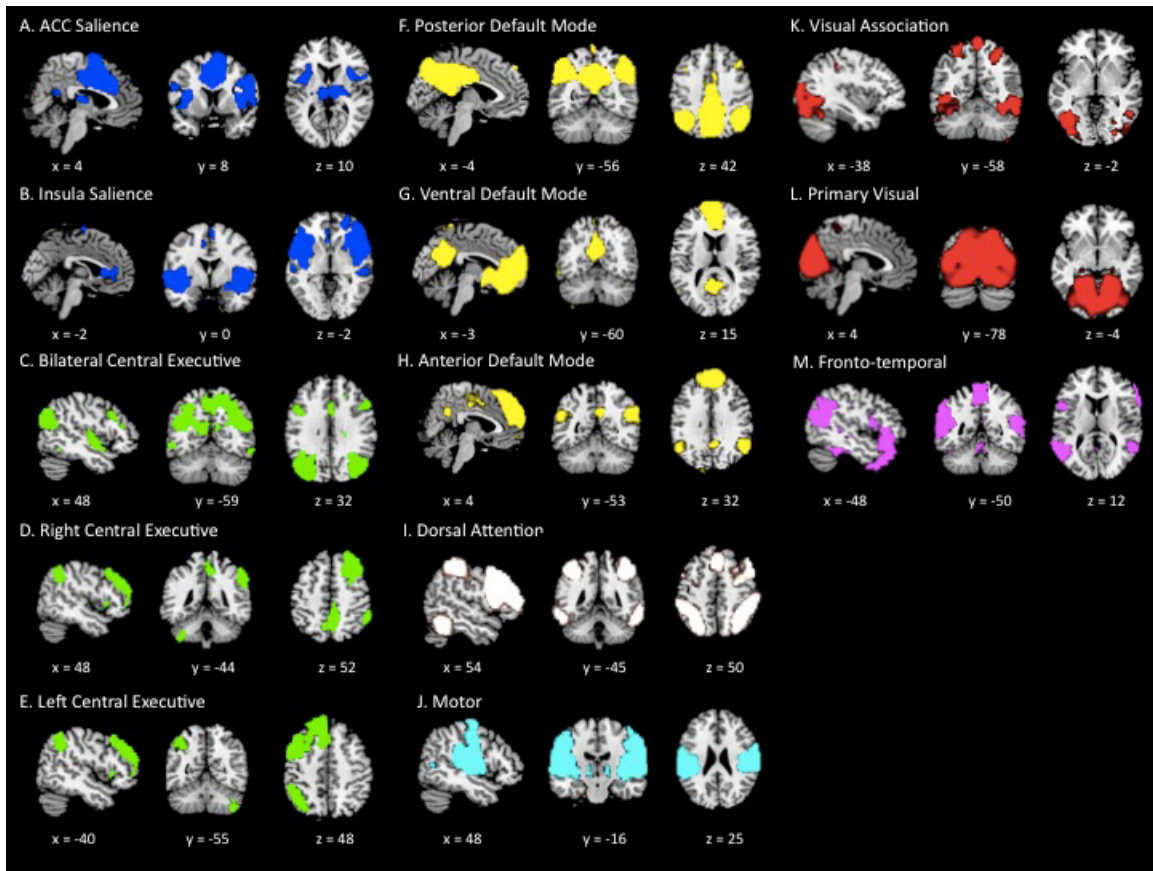 A. ACC Salience
x = 4 y = 8 z = 10
B. Insula Salience
x = -2 y = 0 z = -2
C. Bilateral Central Executive
x = 48 y = -59 z = 32
D. Right Central Executive
x = 48 y = -44 z = 52
E. Left Central Executive
x = -40 y = -55 z = 48
F. Posterior Default Mode
x = -4 y = -56 z = 42
G. Ventral Default Mode
x = -3 y = -60 z = 15
H. Anterior Default Mode
x = 4 y = -53 z = 32
I. Dorsal Attention
x = 54 y = -45 z = 50
J. Motor
x = 48 y = -16 z = 25
K. Visual Association
x = -38 y = -58 z = -2
L. Primary Visual
x = 4 y = -78 z = -4
M. Fronto-temporal
x = -48 y = -50 z = 12